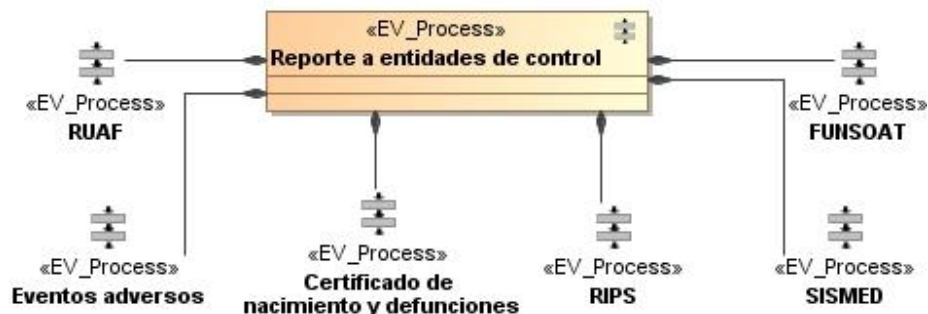 «EV_Process»
Reporte a entidades de control
«EV_Process»
RUAF
«EV_Process»
FUNSOAT
«EV_Process»
Eventos adversos
«EV_Process»
Certificado de
nacimiento y defunciones
«EV_Process»
RIPS
«EV_Process»
SISMED